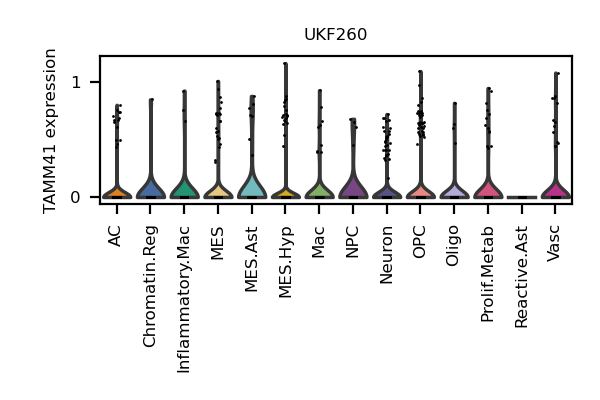 UKF260
TAMM41 expression
1
0
AC
Chromatin.Reg
Inflammatory.Mac
MES
MES.Ast
MES.Hyp
Mac
NPC
Neuron
OPC
Oligo
Prolif.Metab
Reactive.Ast
Vasc